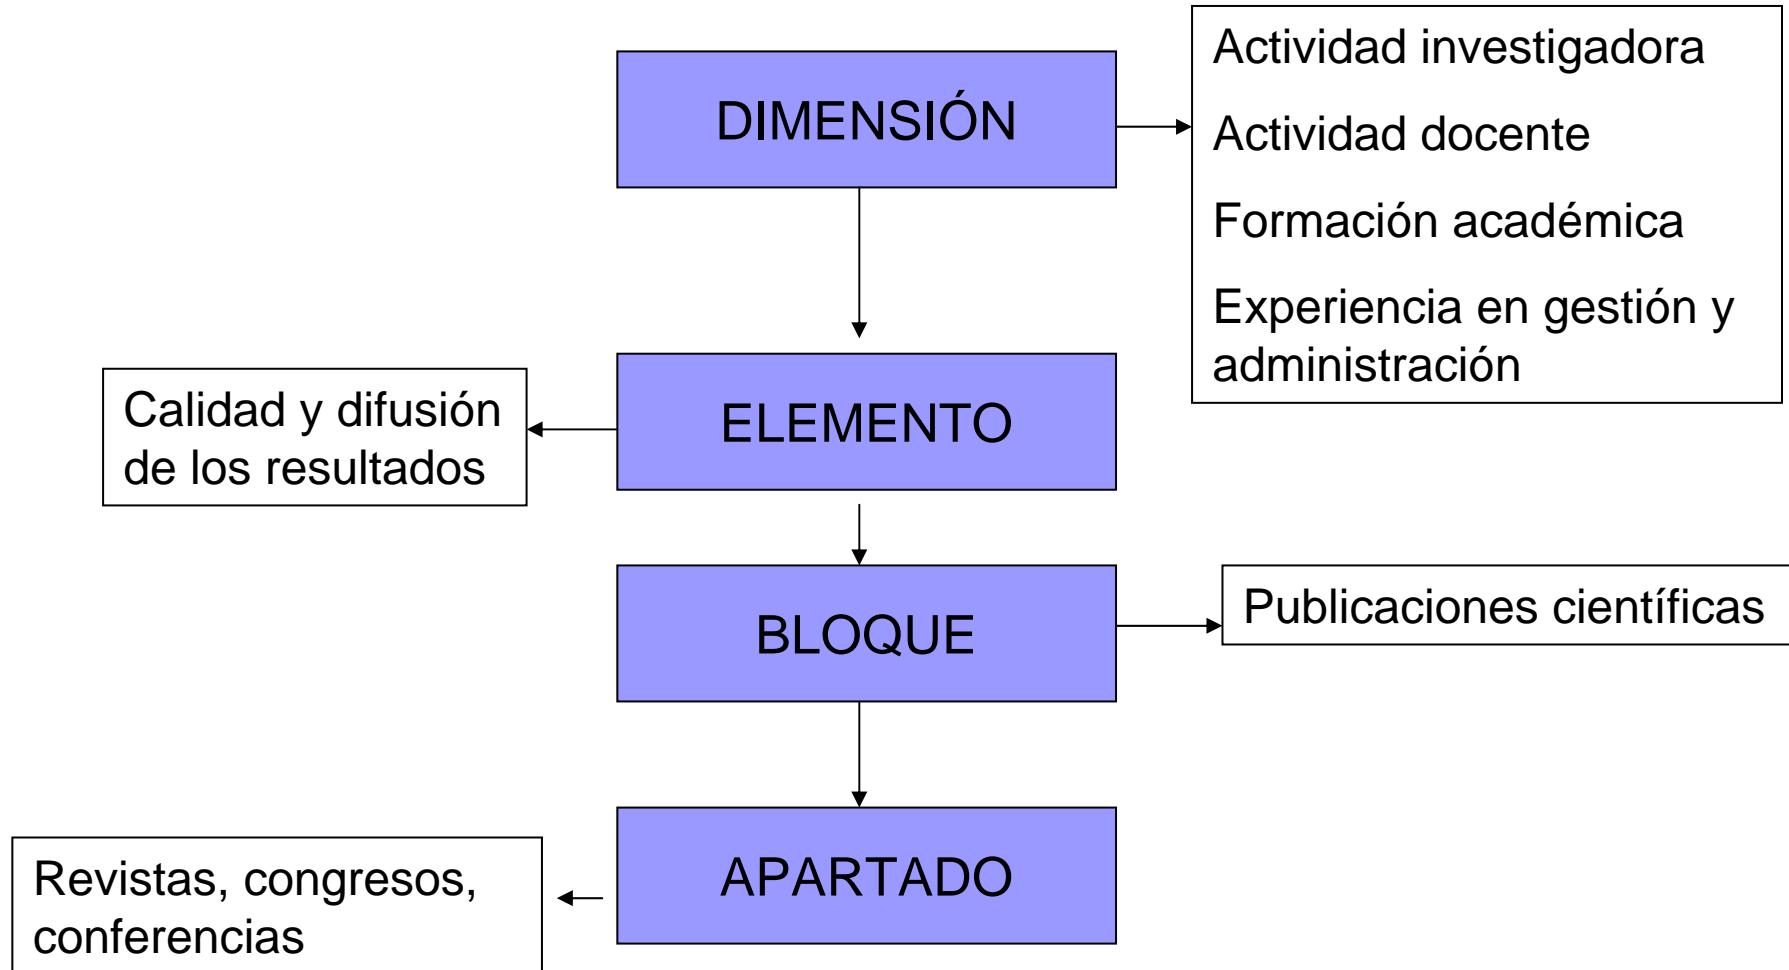 DIMENSIÓN
Actividad investigadora
Actividad docente
Formación académica
Experiencia en gestión y
administración
ELEMENTO
Calidad y difusión
de los resultados
BLOQUE
Publicaciones científicas
APARTADO
Revistas, congresos,
conferencias